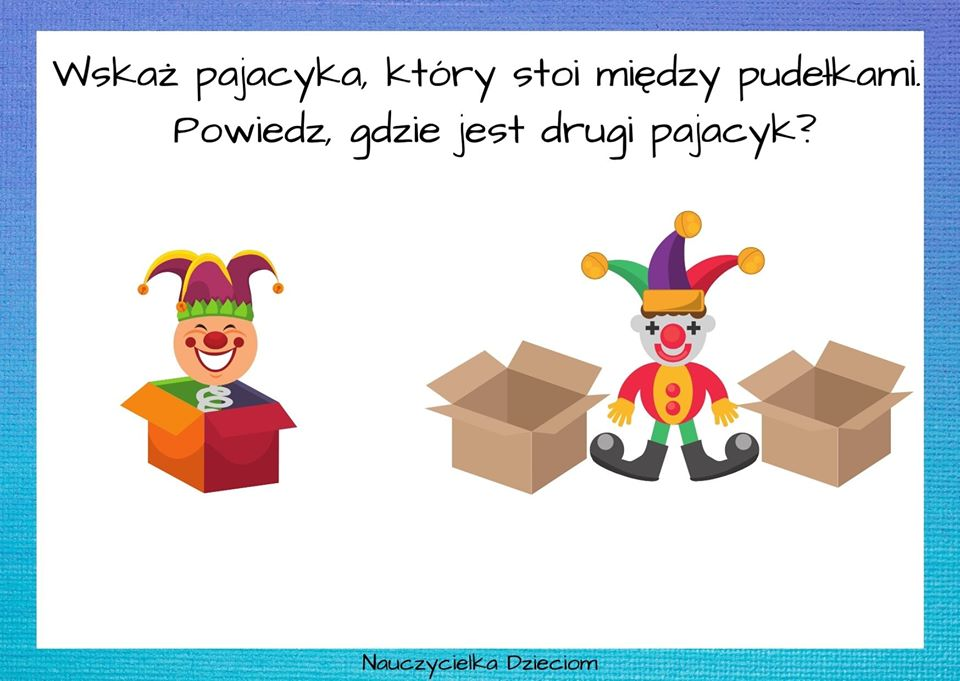 Wskaż pajacyka, który stoi między pudełkami.
Powiedz, gdzie jest drugi pajacyk?
Nauczycielka Dzieciom